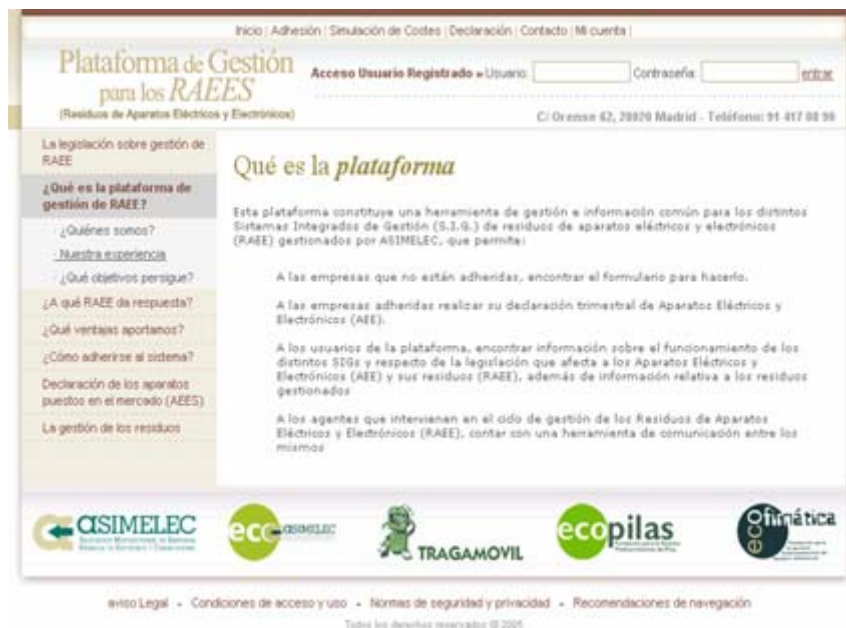 Inicio | Adhesión | Simulación de Costes | Declaración | Contacto | Mi cuenta |
Plataforma de Gestión
para los RAEES
(Residuos de Aparatos Eléctricos y Electrónicos)
Acceso Usuario Registrado » Usuario: Contraseña: entrar
C/ Orense 62, 28020 Madrid - Teléfono: 91 417 08 90
La legislación sobre gestión de
RAEE
¿Qué es la plataforma de
gestión de RAEE?
· ¿Quiénes somos?
· Nuestra experiencia
· ¿Qué objetivos persigue?
¿A qué RAEE da respuesta?
¿Qué ventajas aportamos?
¿Cómo adherirse al sistema?
Declaración de los aparatos
puestos en el mercado (AEES)
La gestión de los residuos
Qué es la plataforma
Esta plataforma constituye una herramienta de gestión e información común para los distintos
Sistemas Integrados de Gestión (S.I.G.) de residuos de aparatos eléctricos y electrónicos
(RAEE) gestionados por ASIMELEC, que permite:
A las empresas que no están adheridas, encontrar el formulario para hacerlo.
A las empresas adheridas realizar su declaración trimestral de Aparatos Eléctricos y
Electrónicos (AEE).
A los usuarios de la plataforma, encontrar información sobre el funcionamiento de los
distintos SIGs y respecto de la legislación que afecta a los Aparatos Eléctricos y
Electrónicos (AEE) y sus residuos (RAEE), además de información relativa a los residuos
gestionados
A los agentes que intervienen en el ciclo de gestión de los Residuos de Aparatos
Eléctricos y Electrónicos (RAEE), contar con una herramienta de comunicación entre los
mismos
asimelec
eco-asimelec
TRAGAMOVIL
ecopilas
ecofimática
aviso Legal - Condiciones de acceso y uso - Normas de seguridad y privacidad - Recomendaciones de navegación
Todos los derechos reservados @ 2005